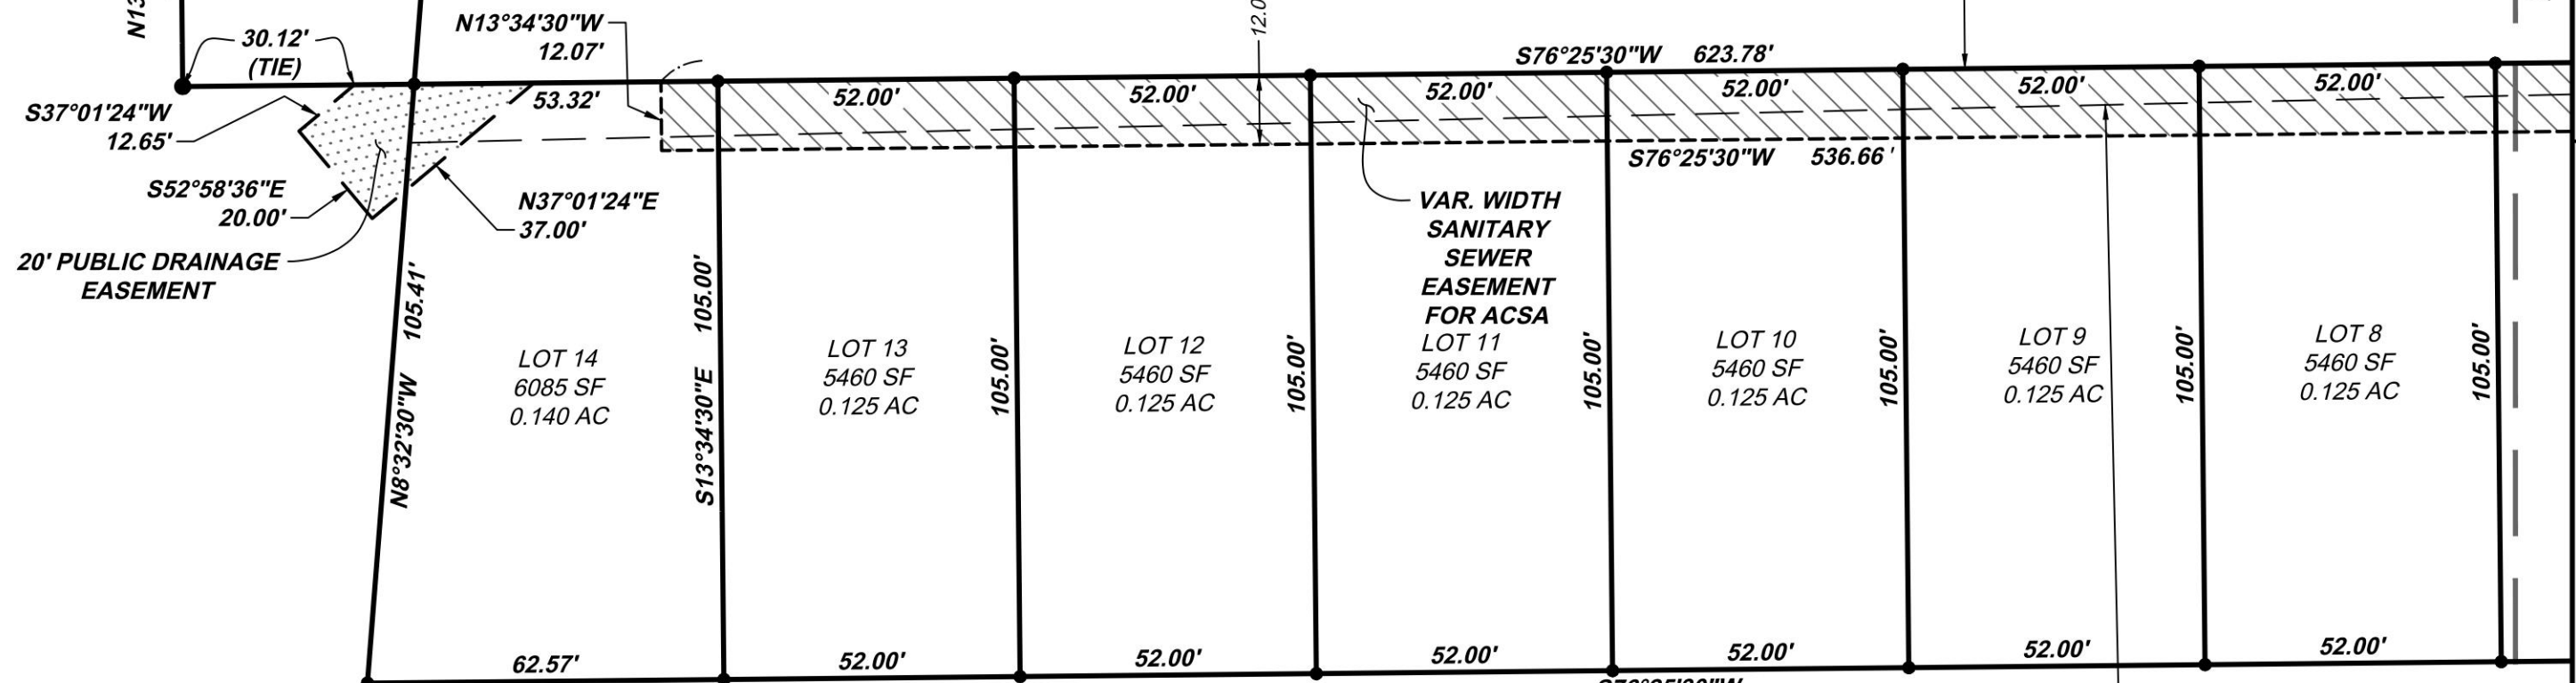 N13°34'30"W
12.07'
30.12'
(TIE)
S76°25'30"W 623.78'
S37°01'24"W
12.65'
53.32'
52.00'
52.00'
52.00'
52.00'
52.00'
52.00'
S76°25'30"W 536.66'
S52°58'36"E
20.00'
N37°01'24"E
37.00'
20' PUBLIC DRAINAGE
EASEMENT
VAR. WIDTH
SANITARY
SEWER
EASEMENT
FOR ACSA
N8°32'30"W 105.41'
LOT 14
6085 SF
0.140 AC
S13°34'30"E 105.00'
LOT 13
5460 SF
0.125 AC
105.00'
LOT 12
5460 SF
0.125 AC
105.00'
LOT 11
5460 SF
0.125 AC
105.00'
LOT 10
5460 SF
0.125 AC
105.00'
LOT 9
5460 SF
0.125 AC
105.00'
LOT 8
5460 SF
0.125 AC
105.00'
62.57'
52.00'
52.00'
52.00'
52.00'
52.00'
52.00'